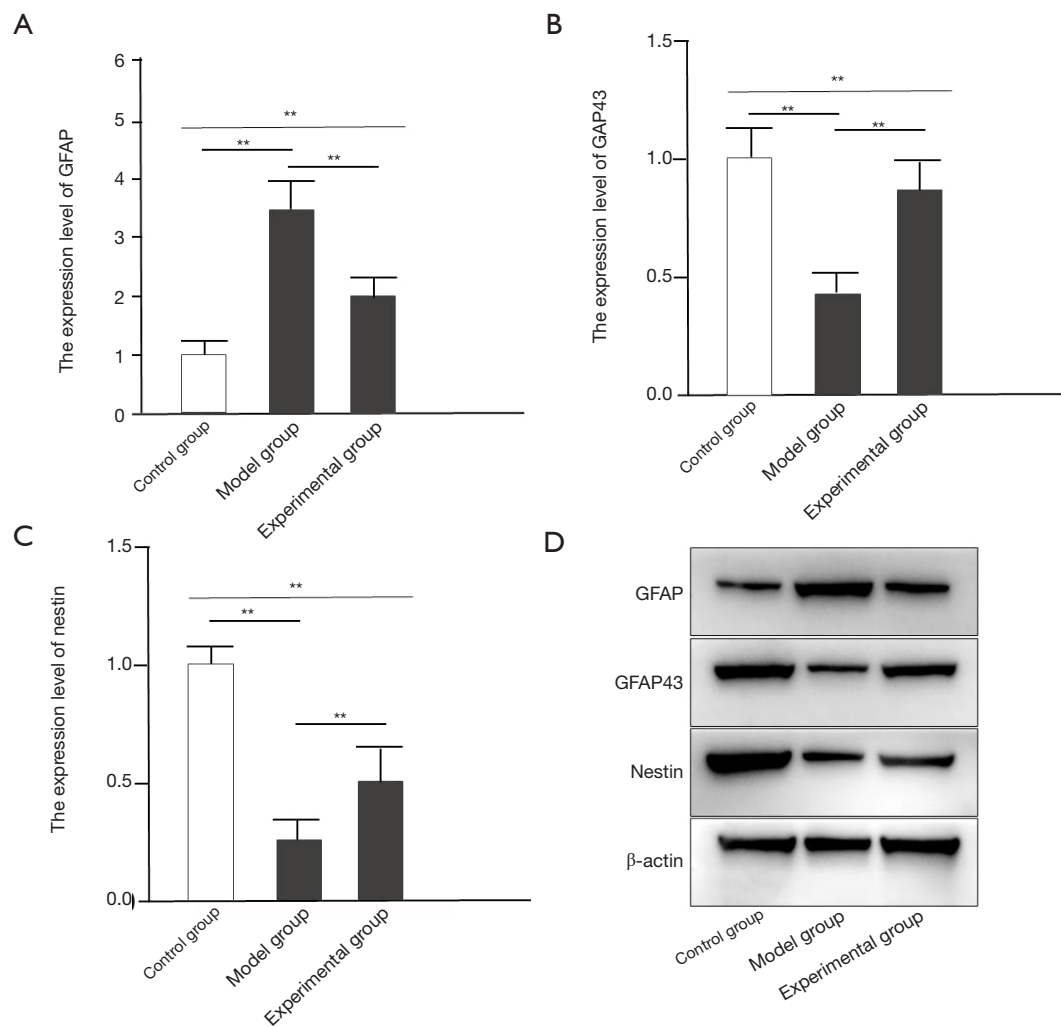 A
The expression level of GFAP
6
5
4
3
2
1
0
**
**
**
Control group
Model group
Experimental group
B
The expression level of GAP43
1.5
1.0
0.5
0.0
**
**
**
Control group
Model group
Experimental group
C
The expression level of nestin
1.5
1.0
0.5
0.0
**
**
**
Control group
Model group
Experimental group
D
GFAP
GFAP43
Nestin
β-actin
Control group
Model group
Experimental group